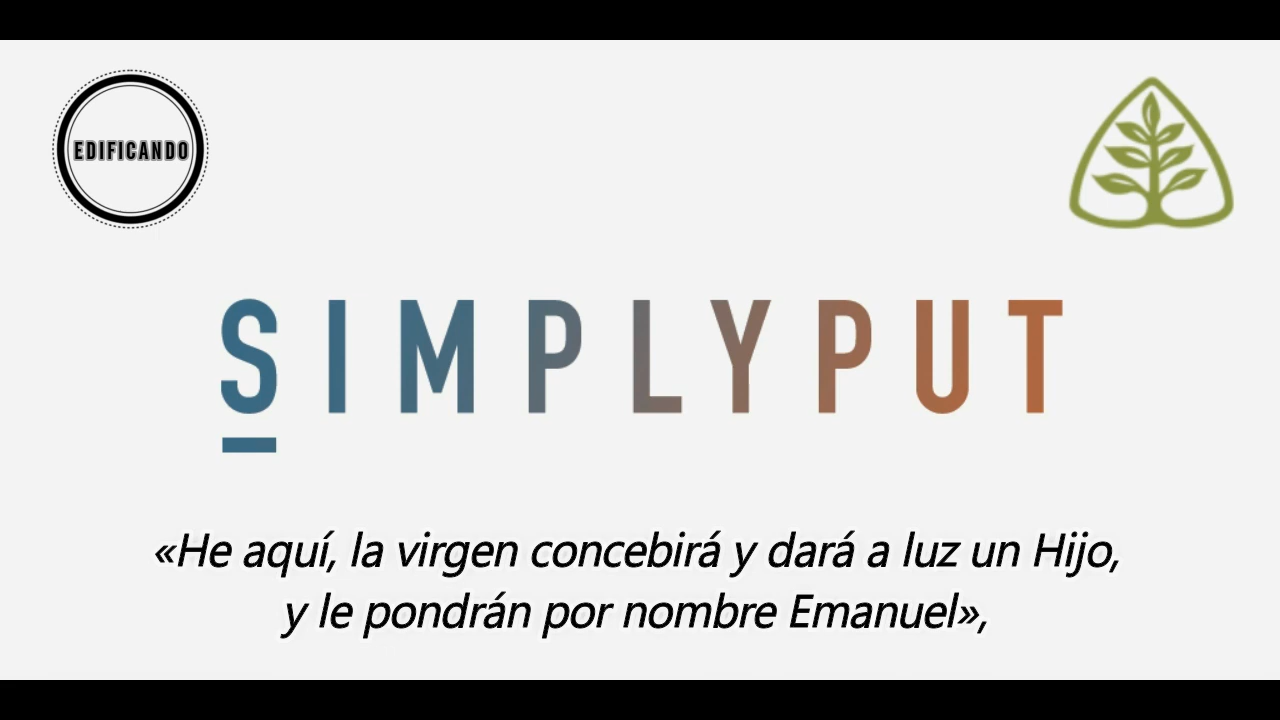 EDIFICANDO
SIMPLYPUT
«He aquí, la virgen concebirá y dará a luz un Hijo,
y le pondrán por nombre Emanuel»,